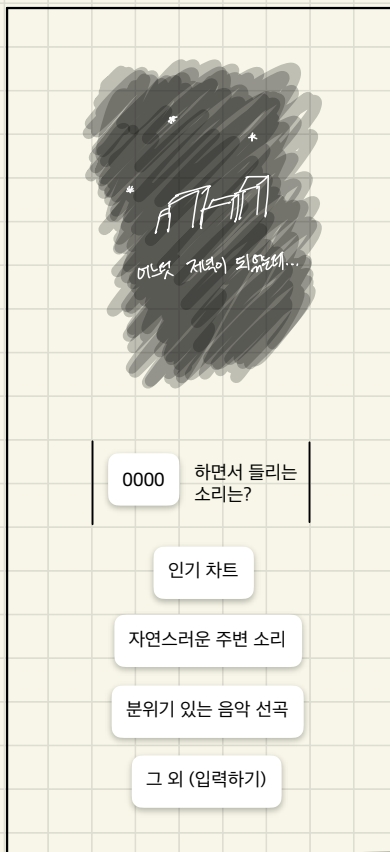 어느덧 저녁이 되었는데...
0000
하면서 들리는
소리는?
인기 차트
자연스러운 주변 소리
분위기 있는 음악 선곡
그 외 (입력하기)